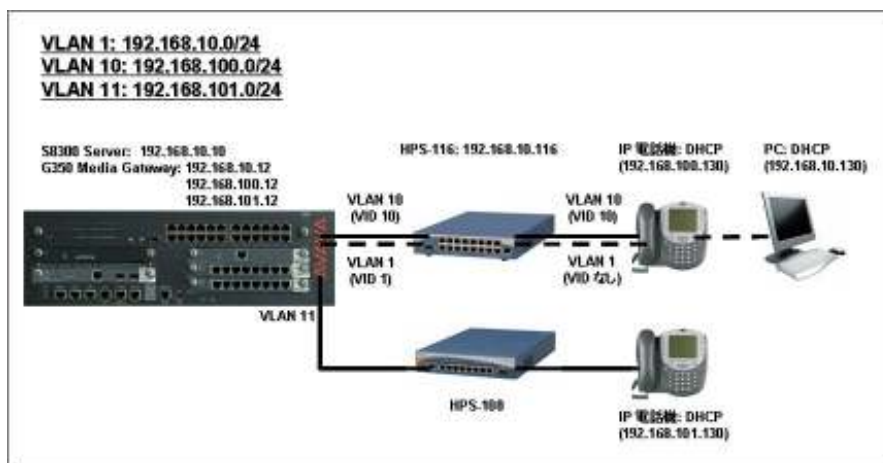 VLAN 1: 192.168.10.0/24
VLAN 10: 192.168.100.0/24
VLAN 11: 192.168.101.0/24
S8300 Server: 192.168.10.10
G350 Media Gateway: 192.168.10.12
192.168.100.12
192.168.101.12
HPS-116: 192.168.10.116
IP 電話機: DHCP
(192.168.100.130)
PC: DHCP
(192.168.10.130)
VLAN 10
(VID 10)
VLAN 10
(VID 10)
AVAYA
VLAN 1
(VID 1)
VLAN 1
(VID なし)
VLAN 11
HPS-108
IP 電話機: DHCP
(192.168.101.130)